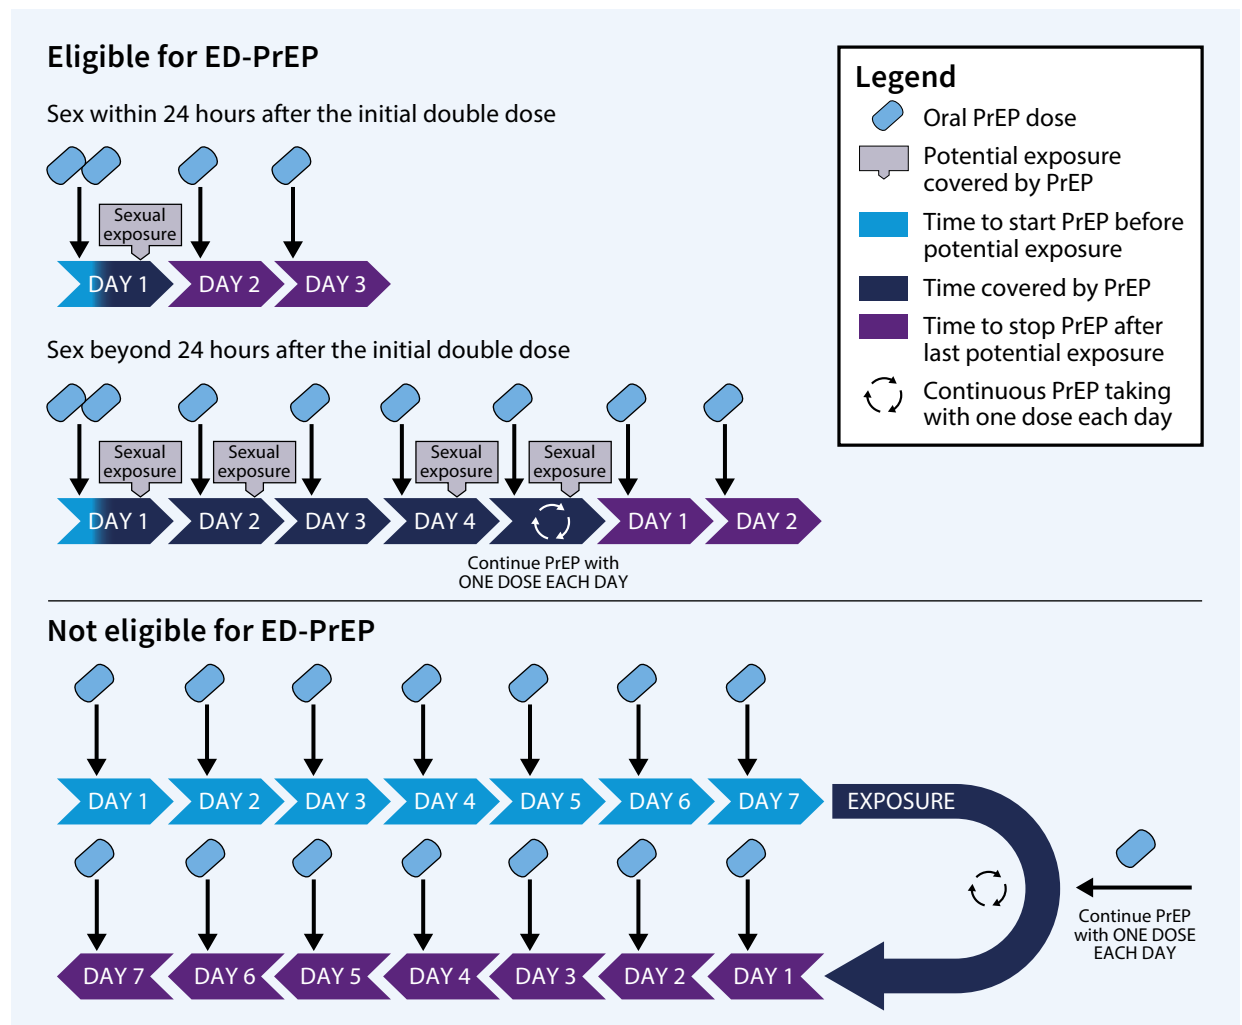 Eligible for ED-PrEP
Sex within 24 hours after the initial double dose
Sexual
exposure
DAY 1
DAY 2
DAY 3
Sex beyond 24 hours after the initial double dose
Sexual
exposure
Sexual
exposure
Sexual
exposure
Sexual
exposure
DAY 1
DAY 2
DAY 3
DAY 4
DAY 1
DAY 2
Continue PrEP with
ONE DOSE EACH DAY
Legend
Oral PrEP dose
Potential exposure
covered by PrEP
Time to start PrEP before
potential exposure
Time covered by PrEP
Time to stop PrEP after
last potential exposure
Continuous PrEP taking
with one dose each day
Not eligible for ED-PrEP
DAY 1
DAY 2
DAY 3
DAY 4
DAY 5
DAY 6
DAY 7
EXPOSURE
Continue PrEP
with ONE DOSE
EACH DAY
DAY 7
DAY 6
DAY 5
DAY 4
DAY 3
DAY 2
DAY 1